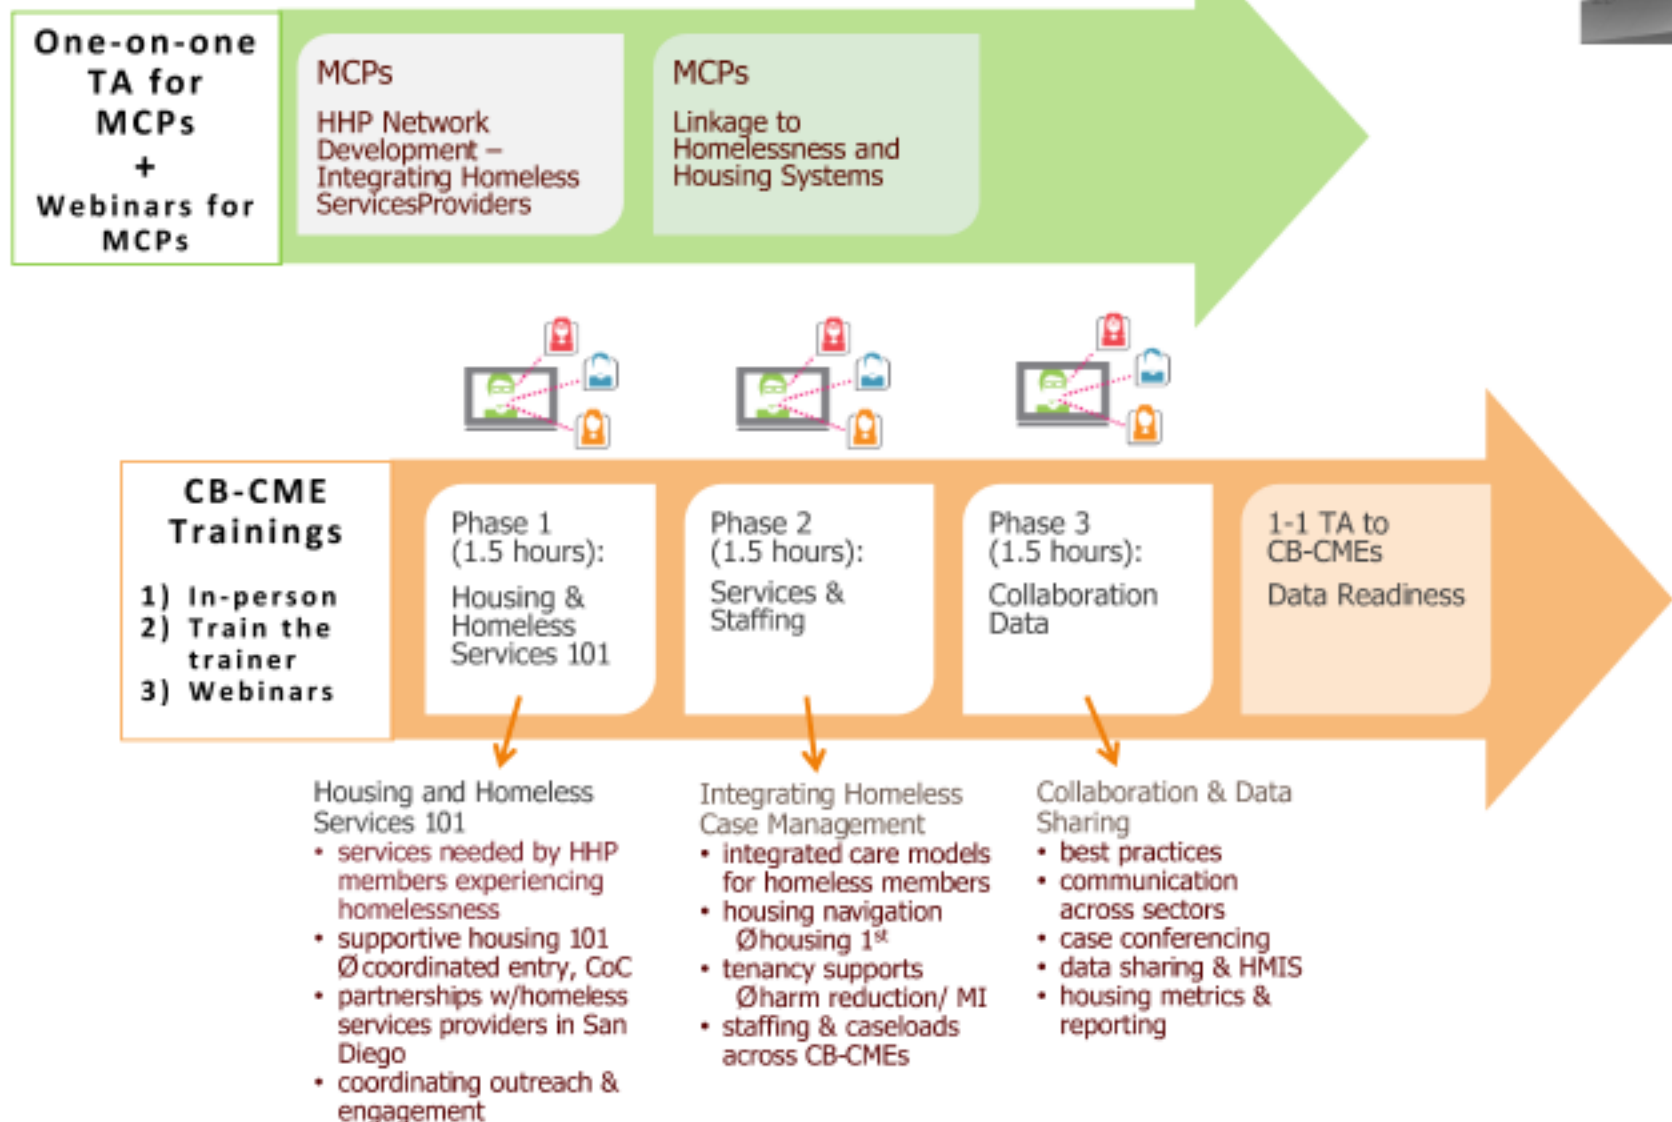 One-on-one
TA for
MCPs
+
Webinars for
MCPs
MCPs
HHP Network
Development –
Integrating Homeless
ServicesProviders
MCPs
Linkage to
Homelessness and
Housing Systems
CB-CME
Trainings
1) In-person
2) Train the
trainer
3) Webinars
Phase 1
(1.5 hours):
Housing &
Homeless
Services 101
Phase 2
(1.5 hours):
Services &
Staffing
Phase 3
(1.5 hours):
Collaboration
Data
1-1 TA to
CB-CMEs
Data Readiness
Housing and Homeless
Services 101
• services needed by HHP
members experiencing
homelessness
• supportive housing 101
Ø coordinated entry, CoC
• partnerships w/homeless
services providers in San
Diego
• coordinating outreach &
engagement
Integrating Homeless
Case Management
• integrated care models
for homeless members
• housing navigation
Øhousing 1st
• tenancy supports
Øharm reduction/ MI
• staffing & caseloads
across CB-CMEs
Collaboration & Data
Sharing
• best practices
• communication
across sectors
• case conferencing
• data sharing & HMIS
• housing metrics &
reporting